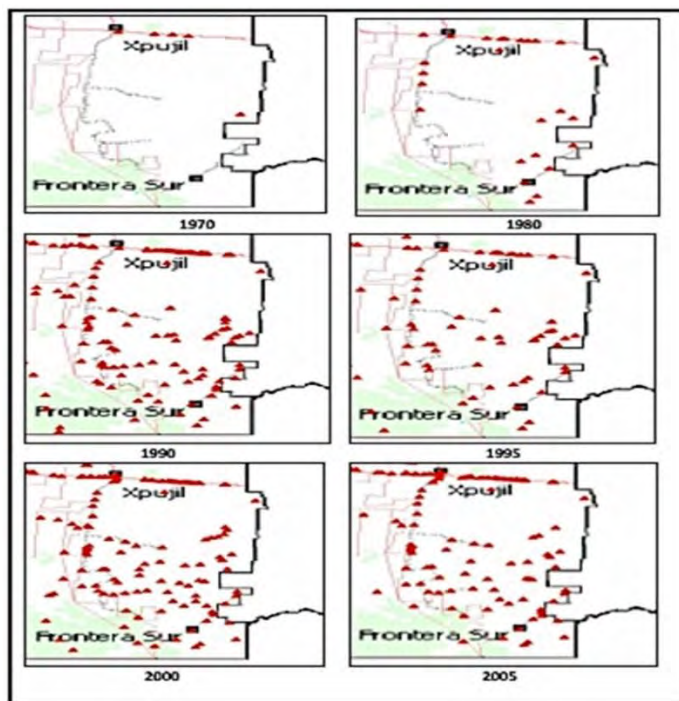 Xpujil
Frontera Sur
1970
Xpujil
Frontera Sur
1980
Xpujil
Frontera Sur
1990
Xpujil
Frontera Sur
1995
Xpujil
Frontera Sur
2000
Xpujil
Frontera Sur
2005